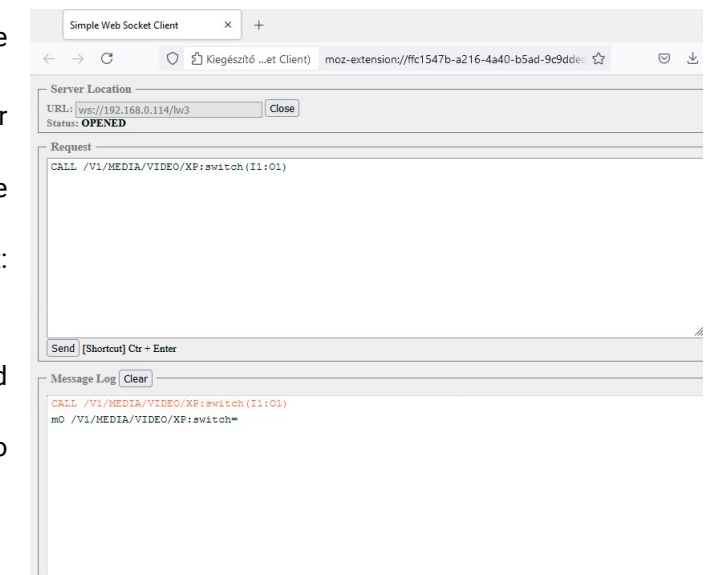 Simple Web Socket Client
Kiegészítő ...et Client) moz-extension://ffc1547b-a216-4a40-b5ad-9c9ddec
Server Location
URL: ws://192.168.0.114/lw3 Close
Status: OPENED
Request
CALL /V1/MEDIA/VIDEO/XP:switch(I1:O1)
Send [Shortcut] Ctr + Enter
Message Log Clear
CALL /V1/MEDIA/VIDEO/XP:switch(I1:O1)
mO /V1/MEDIA/VIDEO/XP:switch=